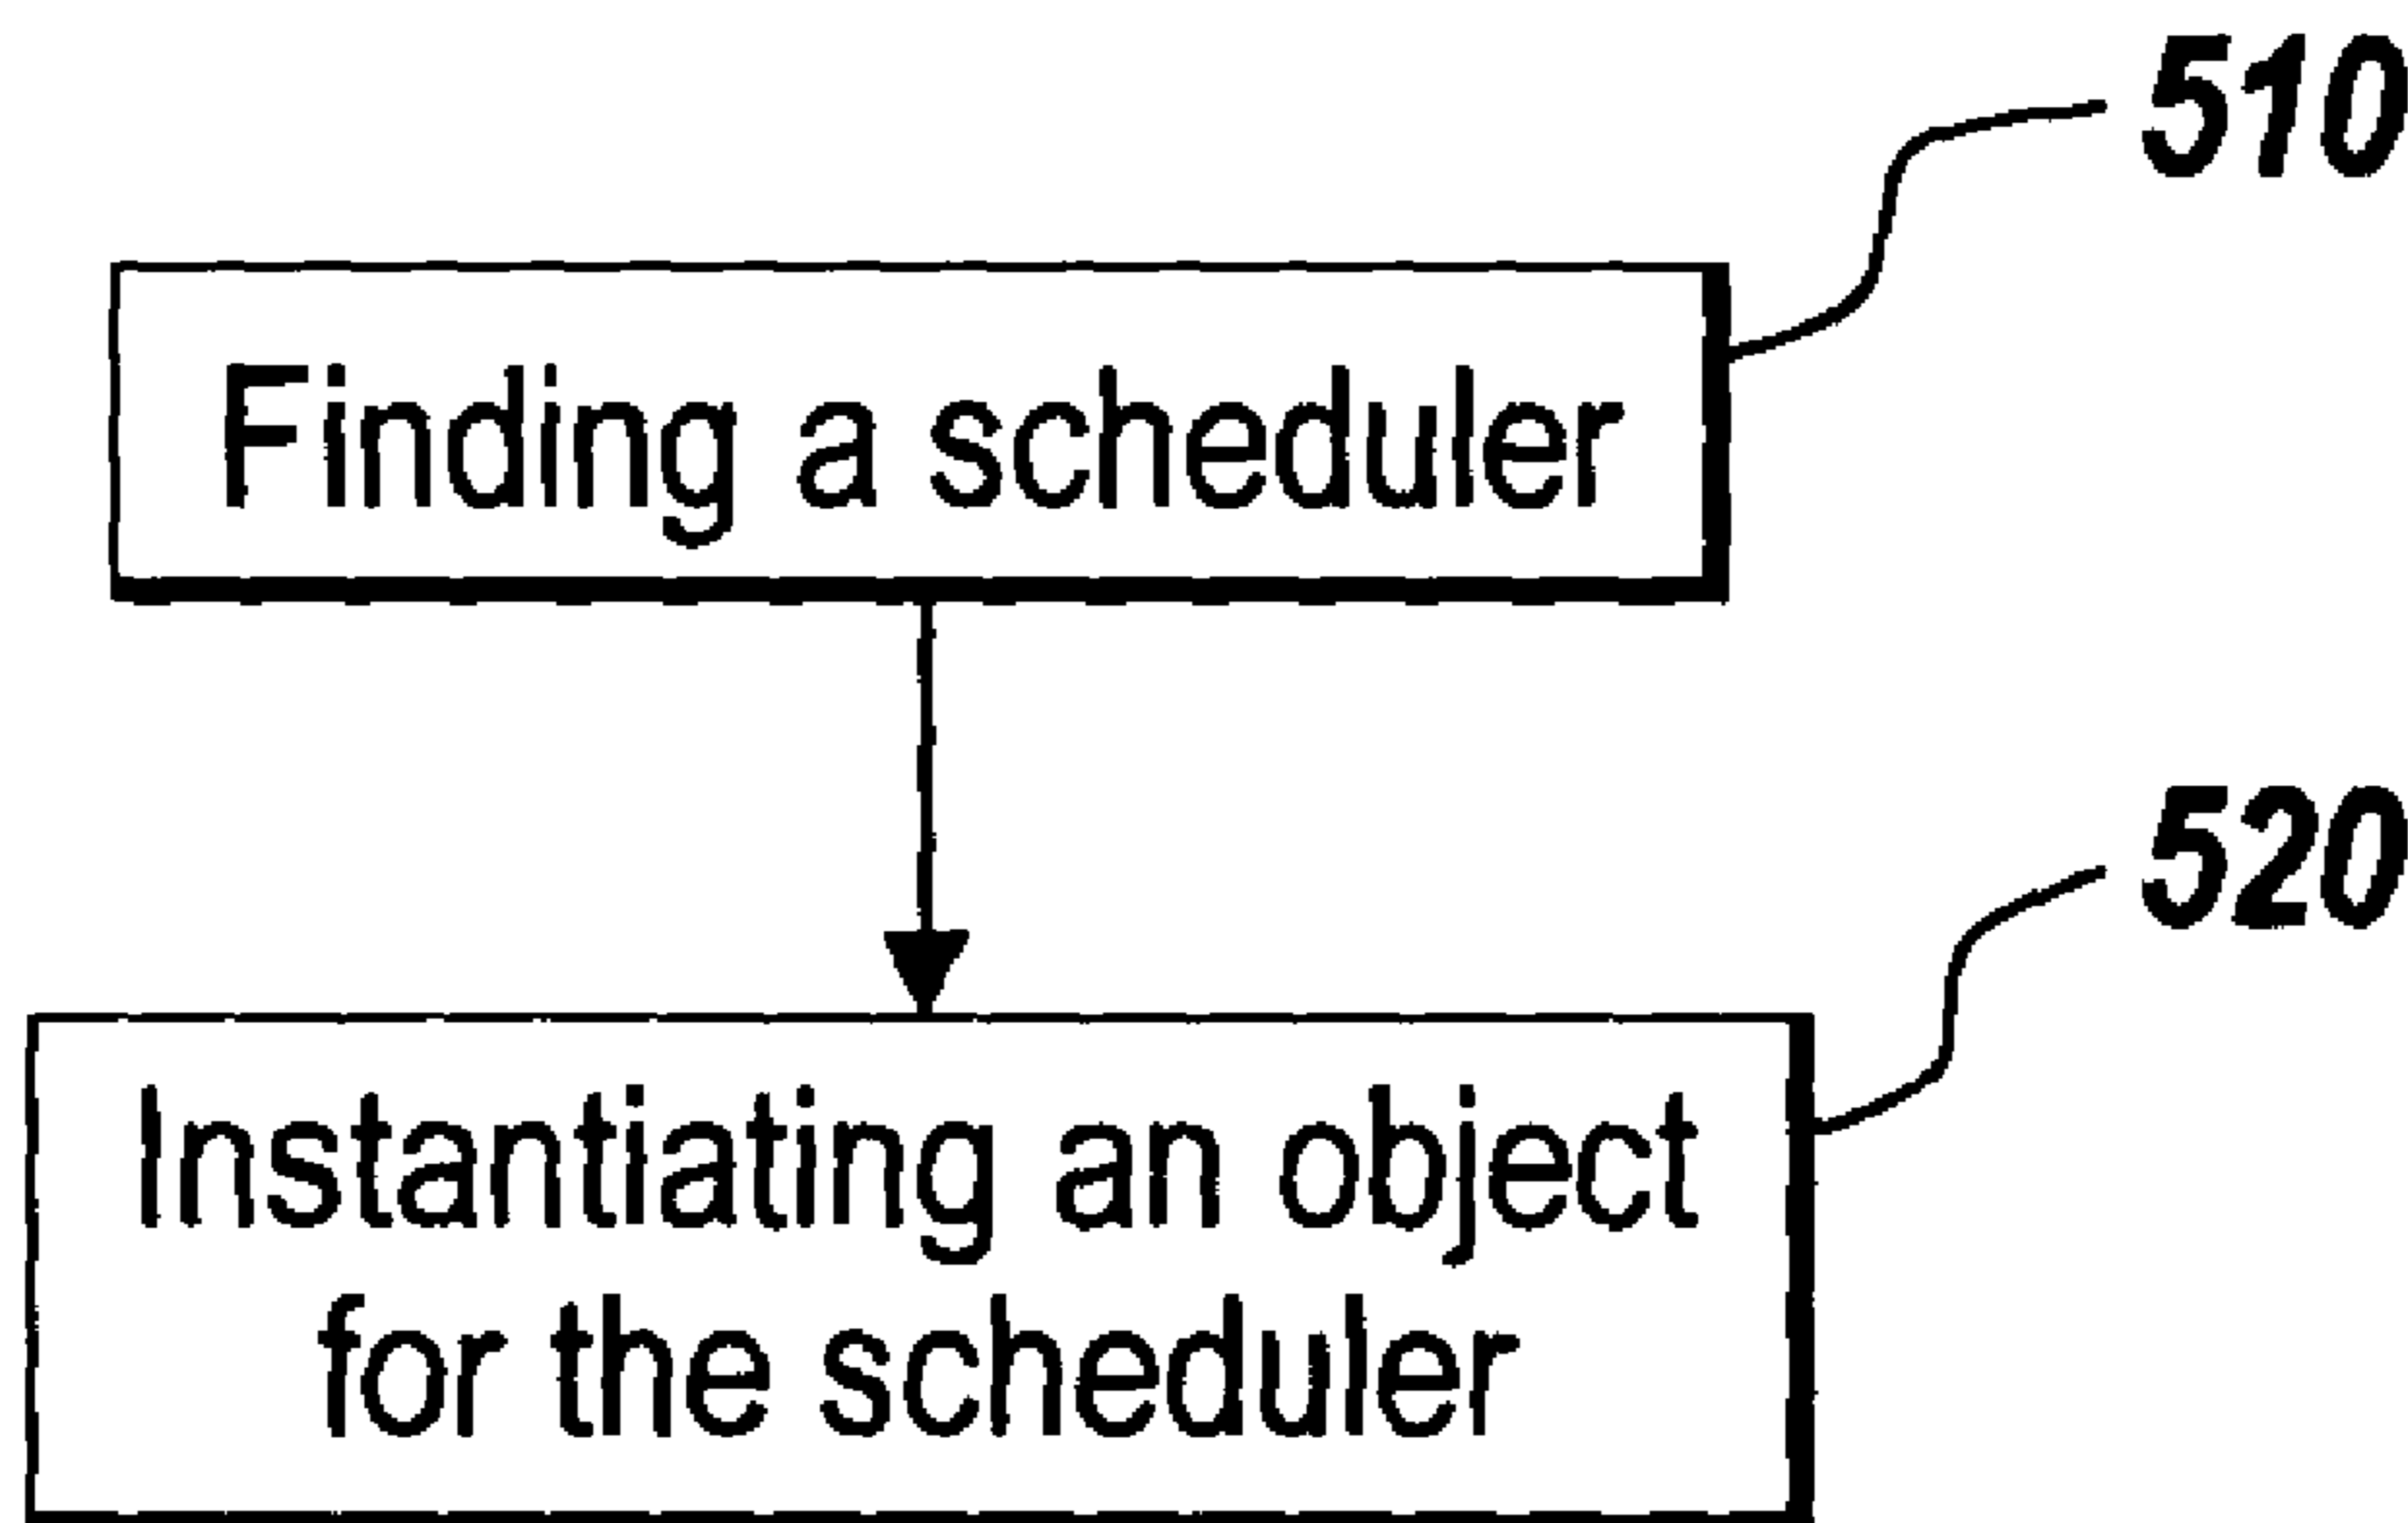 510
Finding a scheduler
520
Instantiating an object
for the scheduler